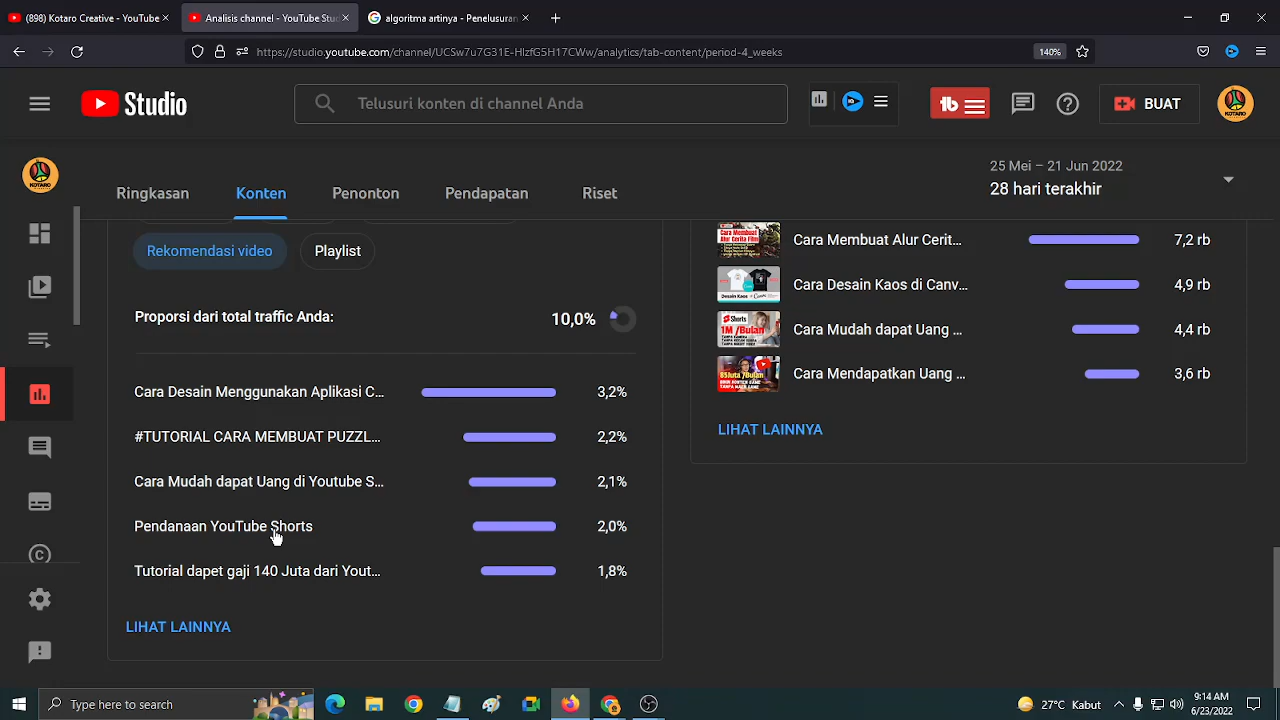 (898) Kotaro Creative - YouTube
Analisis channel - YouTube Stu
algoritma antrian - Penelusuran
https://studio.youtube.com/channel/UCSw7u7G31E-HIzfG5H17CWw/analytics/tab-content/period-4_weeks
140%
Studio
Telusuri konten di channel Anda
BUAT
Ringkasan
Konten
Penonton
Pendapatan
Riset
25 Mei – 21 Jun 2022
28 hari terakhir
Rekomendasi video
Playlist
Proporsi dari total traffic Anda:
10,0%
Cara Desain Menggunakan Aplikasi C...
3,2%
#TUTORIAL CARA MEMBUAT PUZZL...
2,2%
Cara Mudah dapat Uang di Youtube S...
2,1%
Pendanaan YouTube Shorts
2,0%
Tutorial dapet gaji 140 Juta dari Yout...
1,8%
LIHAT LAINNYA
Cara Membuat Alur Cerit...
7,2 rb
Cara Desain Kaos di Canv...
4,9 rb
Cara Mudah dapat Uang ...
4,4 rb
Cara Mendapatkan Uang ...
3,6 rb
LIHAT LAINNYA
Type here to search
27°C Kabut
9:14 AM
6/23/2022